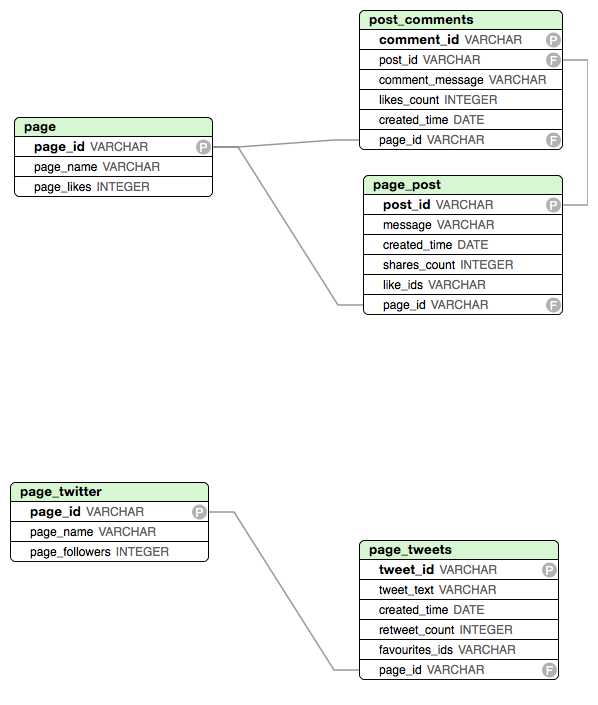 post_comments
comment_id VARCHAR P
post_id VARCHAR F
comment_message VARCHAR
likes_count INTEGER
created_time DATE
page_id VARCHAR F
page
page_id VARCHAR P
page_name VARCHAR
page_likes INTEGER
page_post
post_id VARCHAR P
message VARCHAR
created_time DATE
shares_count INTEGER
like_ids VARCHAR
page_id VARCHAR F
page_twitter
page_id VARCHAR P
page_name VARCHAR
page_followers INTEGER
page_tweets
tweet_id VARCHAR P
tweet_text VARCHAR
created_time DATE
retweet_count INTEGER
favourites_ids VARCHAR
page_id VARCHAR F